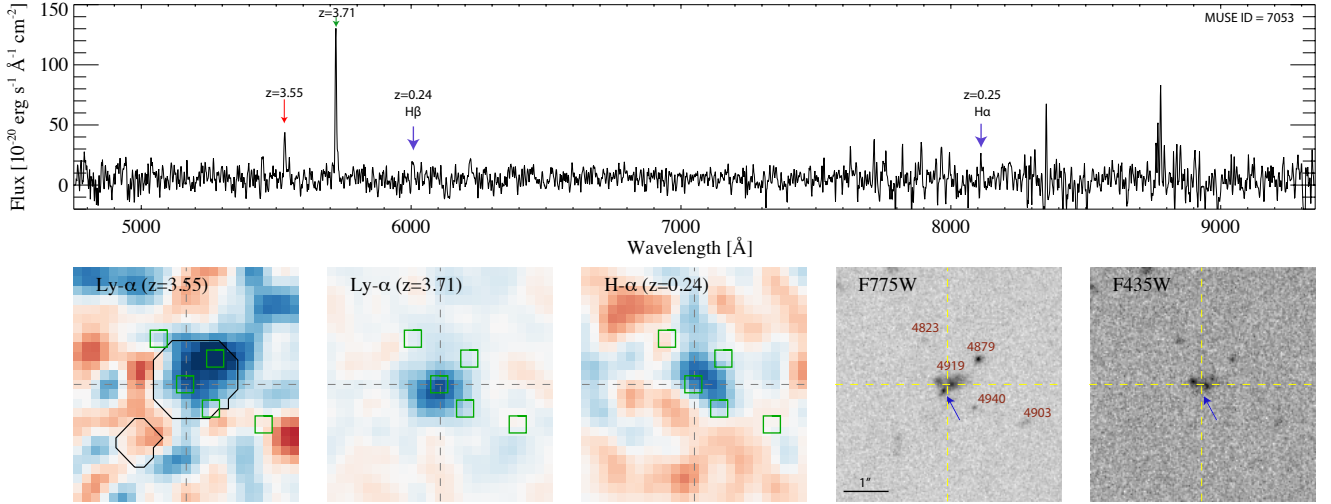 150
100
50
0
Flux [10⁻²⁰ erg s⁻¹ Å⁻¹ cm⁻²]
z=3.71
MUSE ID = 7053
z=3.55
z=0.24
Hβ
z=0.25
Hα
5000 6000 7000 8000 9000
Wavelength [Å]
Ly-α (z=3.55)
Ly-α (z=3.71)
H-α (z=0.24)
F775W
4823
4879
4919
4940
4903
1"
F435W